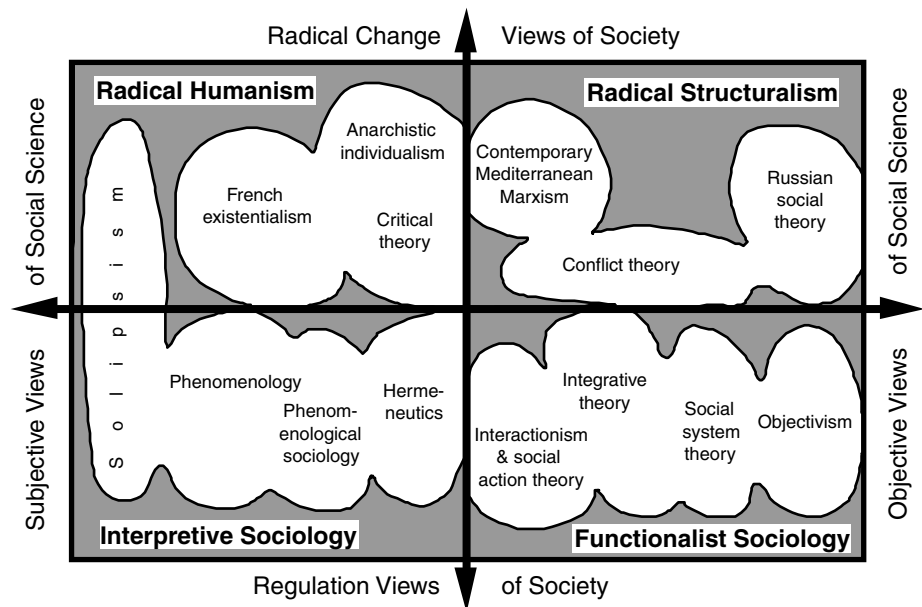 Radical Change Views of Society
Radical Humanism
Radical Structuralism
of Social Science
of Social Science
Anarchistic
individualism
French
existentialism
Critical
theory
Contemporary
Mediterranean
Marxism
Russian
social
theory
Conflict theory
Solipsism
Phenomenology
Phenom-
enological
sociology
Herme-
neutics
Integrative
theory
Interactionism
& social
action theory
Social
system
theory
Objectivism
Subjective Views
Objective Views
Interpretive Sociology
Functionalist Sociology
Regulation Views of Society